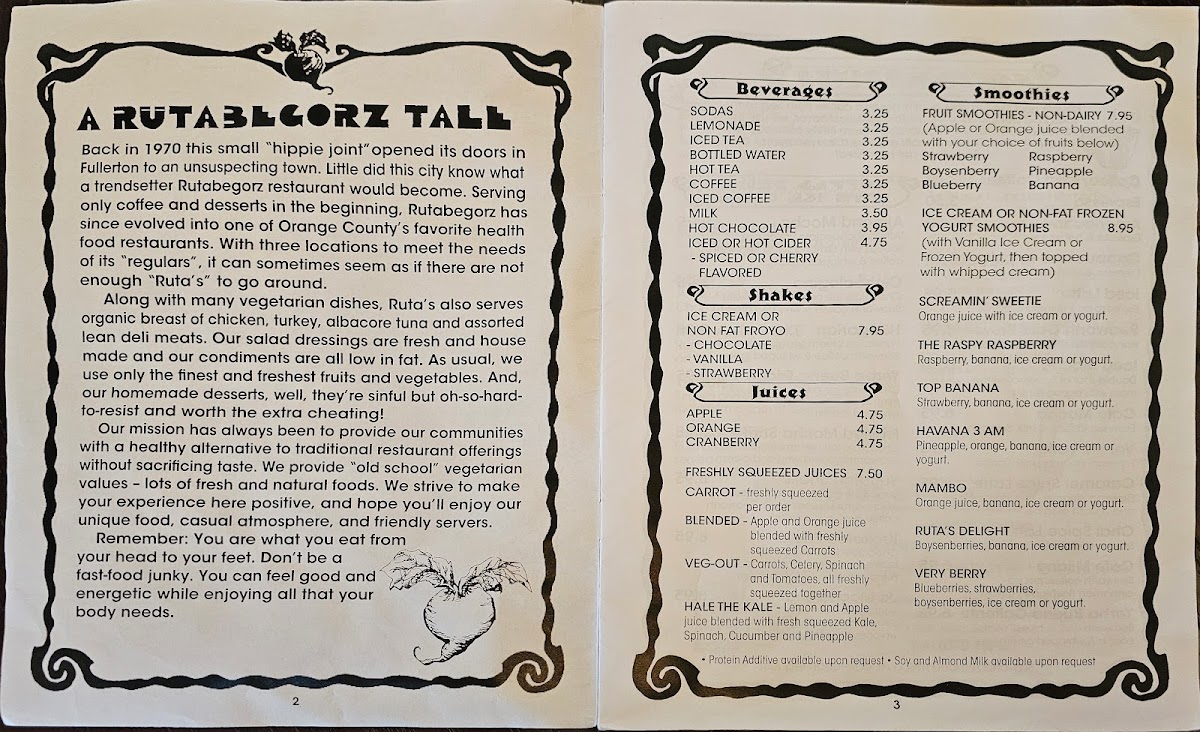 A RUTABEGORZ TALE
Back in 1970 this small "hippie joint" opened its doors in
Fullerton to an unsuspecting town. Little did this city know what
a trendsetter Rutabegorz restaurant would become. Serving
only coffee and desserts in the beginning, Rutabegorz has
since evolved into one of Orange County's favorite health
food restaurants. With three locations to meet the needs
of its "regulars", it can sometimes seem as if there are not
enough "Ruta's" to go around.
Along with many vegetarian dishes, Ruta's also serves
organic breast of chicken, turkey, albacore tuna and assorted
lean deli meats. Our salad dressings are fresh and house
made and our condiments are all low in fat. As usual, we
use only the finest and freshest fruits and vegetables. And,
our homemade desserts, well, they're sinful but oh-so-hard-
to-resist and worth the extra cheating!
Our mission has always been to provide our communities
with a healthy alternative to traditional restaurant offerings
without sacrificing taste. We provide "old school" vegetarian
values – lots of fresh and natural foods. We strive to make
your experience here positive, and hope you'll enjoy our
unique food, casual atmosphere, and friendly servers.
Remember: You are what you eat from
your head to your feet. Don't be a
fast-food junky. You can feel good and
energetic while enjoying all that your
body needs.
2
Beverages
SODAS 3.25
LEMONADE 3.25
ICED TEA 3.25
BOTTLED WATER 3.25
HOT TEA 3.25
COFFEE 3.25
ICED COFFEE 3.25
MILK 3.50
HOT CHOCOLATE 3.95
ICED OR HOT CIDER 4.75
- SPICED OR CHERRY
FLAVORED
Shakes
ICE CREAM OR
NON FAT FROYO 7.95
- CHOCOLATE
- VANILLA
- STRAWBERRY
Juices
APPLE 4.75
ORANGE 4.75
CRANBERRY 4.75
FRESHLY SQUEEZED JUICES 7.50
CARROT - freshly squeezed
per order
BLENDED - Apple and Orange juice
blended with freshly
squeezed Carrots
VEG-OUT - Carrots, Celery, Spinach
and Tomatoes, all freshly
squeezed together
HALE THE KALE - Lemon and Apple
juice blended with fresh squeezed Kale,
Spinach, Cucumber and Pineapple
Smoothies
FRUIT SMOOTHIES - NON-DAIRY 7.95
(Apple or Orange juice blended
with your choice of fruits below)
Strawberry Raspberry
Boysenberry Pineapple
Blueberry Banana
ICE CREAM OR NON-FAT FROZEN
YOGURT SMOOTHIES 8.95
(with Vanilla Ice Cream or
Frozen Yogurt, then topped
with whipped cream)
SCREAMIN' SWEETIE
Orange juice with ice cream or yogurt.
THE RASPY RASPBERRY
Raspberry, banana, ice cream or yogurt.
TOP BANANA
Strawberry, banana, ice cream or yogurt.
HAVANA 3 AM
Pineapple, orange, banana, ice cream or
yogurt.
MAMBO
Orange juice, banana, ice cream or yogurt.
RUTA'S DELIGHT
Boysenberries, banana, ice cream or yogurt.
VERY BERRY
Blueberries, strawberries,
boysenberries, ice cream or yogurt.
• Protein Additive available upon request • Soy and Almond Milk available upon request
3